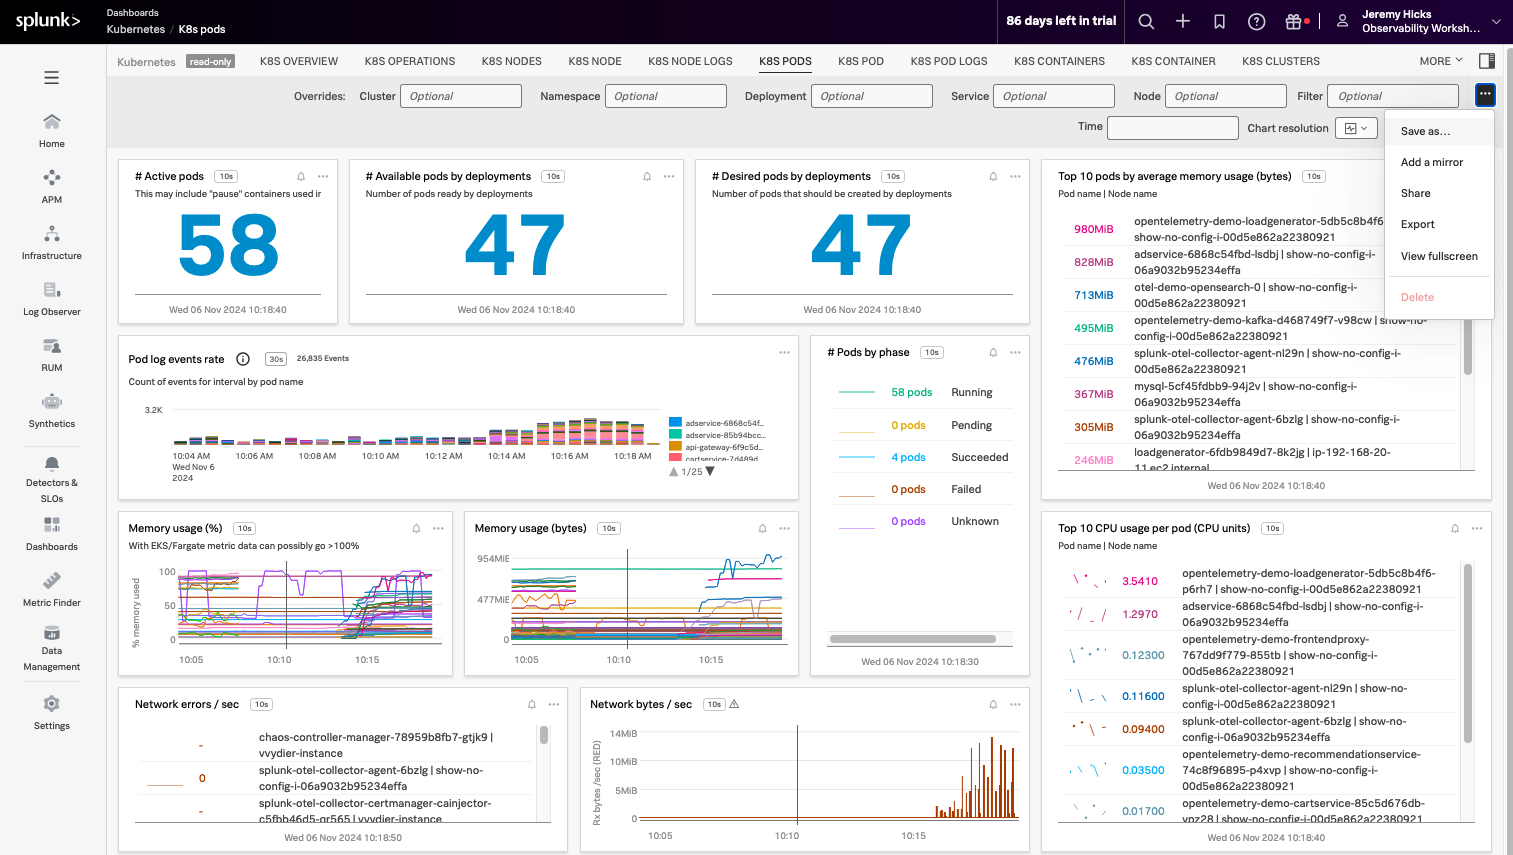 splunk>
Dashboards
Kubernetes / K8s pods
86 days left in trial
Jeremy Hicks
Observability Worksh...
Kubernetes read-only
K8S OVERVIEW K8S OPERATIONS K8S NODES K8S NODE K8S NODE LOGS K8S PODS K8S POD K8S POD LOGS K8S CONTAINERS K8S CONTAINER K8S CLUSTERS MORE
Overrides: Cluster Optional Namespace Optional Deployment Optional Service Optional Node Optional Filter Optional
Time Chart resolution
Save as...
Add a mirror
Share
Export
View fullscreen
Delete
Home
APM
Infrastructure
Log Observer
RUM
Synthetics
Detectors &
SLOs
Dashboards
Metric Finder
Data
Management
Settings
# Active pods 10s
This may include "pause" containers used ir
58
Wed 06 Nov 2024 10:18:40
# Available pods by deployments 10s
Number of pods ready by deployments
47
Wed 06 Nov 2024 10:18:40
# Desired pods by deployments 10s
Number of pods that should be created by deployments
47
Wed 06 Nov 2024 10:18:40
Top 10 pods by average memory usage (bytes) 10s
Pod name | Node name
980MiB opentelemetry-demo-loadgenerator-5db5c8b4f6
show-no-config-i-00d5e862a22380921
828MiB adservice-6868c54fbd-lsdbj | show-no-config-i-
06a9032b95234effa
713MiB otel-demo-opensearch-0 | show-no-config-i-
00d5e862a22380921
495MiB opentelemetry-demo-kafka-d468749f7-v98cw | show-no-
config-i-00d5e862a22380921
476MiB splunk-otel-collector-agent-nl29n | show-no-config-i-
00d5e862a22380921
367MiB mysql-5cf45fdbb9-94j2v | show-no-config-i-
06a9032b95234effa
305MiB splunk-otel-collector-agent-6bzlg | show-no-config-i-
06a9032b95234effa
246MiB loadgenerator-6fdb9849d7-8k2jg | ip-192-168-20-
11.ec2.internal
Wed 06 Nov 2024 10:18:40
Pod log events rate 30s 26,835 Events
Count of events for interval by pod name
3.2K
10:04 AM 10:06 AM 10:08 AM 10:10 AM 10:12 AM 10:14 AM 10:16 AM 10:18 AM
Wed Nov 6
2024
adservice-6868c54f...
adservice-85b94bcc...
api-gateway-6f9c5d...
cartservice-7d489d
1/25
# Pods by phase 10s
58 pods Running
0 pods Pending
4 pods Succeeded
0 pods Failed
0 pods Unknown
Wed 06 Nov 2024 10:18:30
Memory usage (%) 10s
With EKS/Fargate metric data can possibly go >100%
% memory used
100
50
0
10:05 10:10 10:15
Memory usage (bytes) 10s
954MiE
477MiE
0
10:05 10:10 10:15
Top 10 CPU usage per pod (CPU units) 10s
Pod name | Node name
3.5410 opentelemetry-demo-loadgenerator-5db5c8b4f6-
p6rh7 | show-no-config-i-00d5e862a22380921
1.2970 adservice-6868c54fbd-lsdbj | show-no-config-i-
06a9032b95234effa
0.12300 opentelemetry-demo-frontendproxy-
767dd9f779-855tb | show-no-config-i-
00d5e862a22380921
0.11600 splunk-otel-collector-agent-nl29n | show-no-
config-i-00d5e862a22380921
0.09400 splunk-otel-collector-agent-6bzlg | show-no-
config-i-06a9032b95234effa
0.03500 opentelemetry-demo-recommendationservice-
74c8f96895-p4xvp | show-no-config-i-
00d5e862a22380921
0.01700 opentelemetry-demo-cartservice-85c5d676db-
vpz28 | show-no-config-i-00d5e862a22380921
Wed 06 Nov 2024 10:18:40
Network errors / sec 10s
- chaos-controller-manager-78959b8fb7-gtjk9 |
vvydier-instance
0 splunk-otel-collector-agent-6bzlg | show-no-
config-i-06a9032b95234effa
- splunk-otel-collector-certmanager-cainjector-
c5fbb46d5-qr565 | vvydier-instance
Wed 06 Nov 2024 10:18:50
Network bytes / sec 10s
Rx bytes /sec (RED)
14MiB
10MiB
5MiB
0
10:05 10:10 10:15